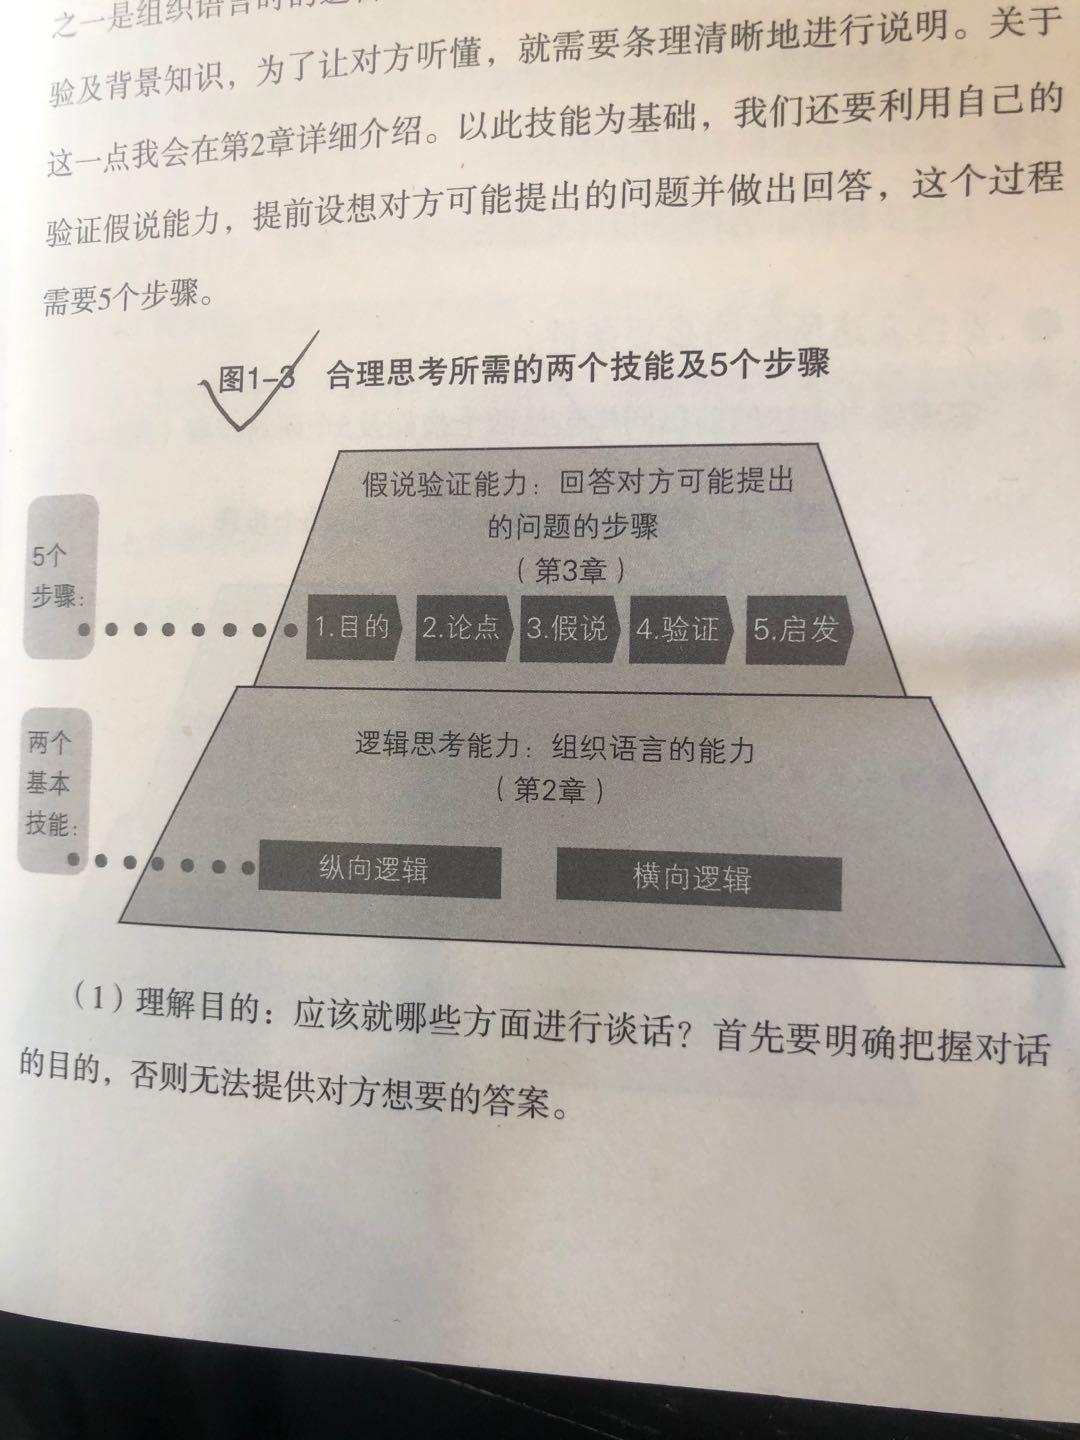 之一是组织语言时的逻
验及背景知识，为了让对方听懂，就需要条理清晰地进行说明。关于
这一点我会在第2章详细介绍。以此技能为基础，我们还要利用自己的
验证假说能力，提前设想对方可能提出的问题并做出回答，这个过程
需要5个步骤。
图1-3 合理思考所需的两个技能及5个步骤
假说验证能力：回答对方可能提出
的问题的步骤
（第3章）
5个
步骤：
1.目的 2.论点 3.假说 4.验证 5.启发
逻辑思考能力：组织语言的能力
（第2章）
两个
基本
技能：
纵向逻辑 横向逻辑
（1）理解目的：应该就哪些方面进行谈话？首先要明确把握对话
的目的，否则无法提供对方想要的答案。